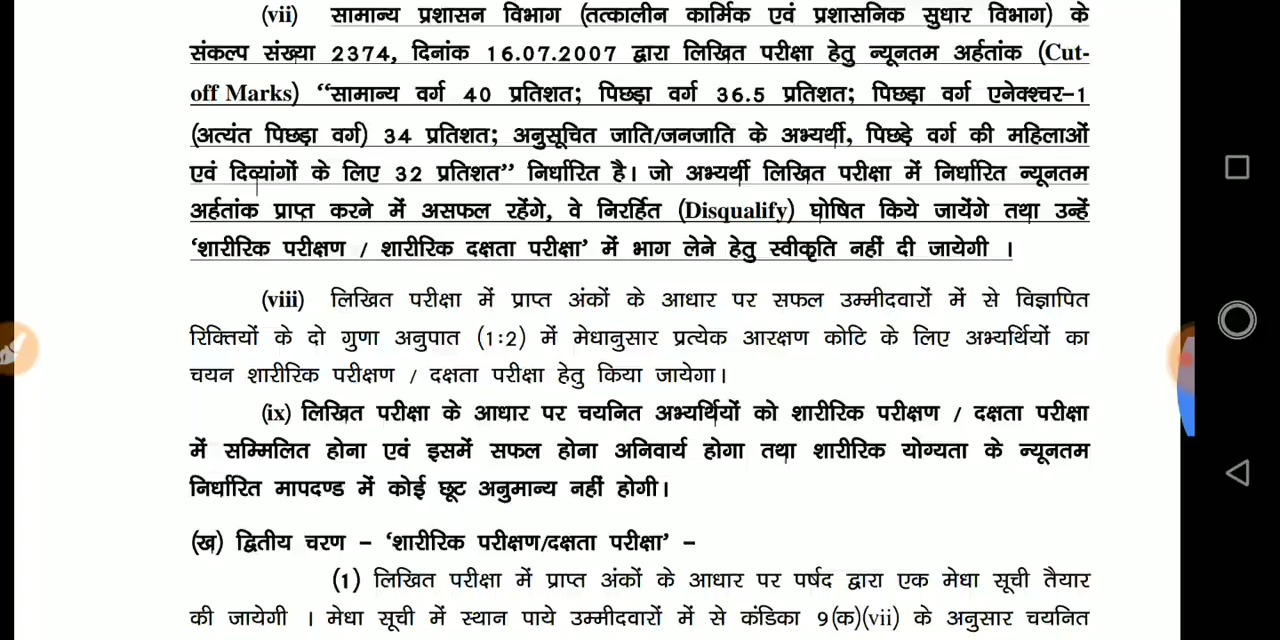 (vii) सामान्य प्रशासन विभाग (तत्कालीन कार्मिक एवं प्रशासनिक सुधार विभाग) के
संकल्प संख्या 2374, दिनांक 16.07.2007 द्वारा लिखित परीक्षा हेतु न्यूनतम अर्हतांक (Cut-
off Marks) “सामान्य वर्ग 40 प्रतिशत; पिछड़ा वर्ग 36.5 प्रतिशत; पिछड़ा वर्ग एनेक्श्चर-1
(अत्यंत पिछड़ा वर्ग) 34 प्रतिशत; अनुसूचित जाति/जनजाति के अभ्यर्थी, पिछड़े वर्ग की महिलाओं
एवं दिव्यांगों के लिए 32 प्रतिशत” निर्धारित है। जो अभ्यर्थी लिखित परीक्षा में निर्धारित न्यूनतम
अर्हतांक प्राप्त करने में असफल रहेंगे, वे निरर्हित (Disqualify) घोषित किये जायेंगे तथा उन्हें
‘शारीरिक परीक्षण / शारीरिक दक्षता परीक्षा’ में भाग लेने हेतु स्वीकृति नहीं दी जायेगी ।
(viii) लिखित परीक्षा में प्राप्त अंकों के आधार पर सफल उम्मीदवारों में से विज्ञापित
रिक्तियों के दो गुणा अनुपात (1:2) में मेधानुसार प्रत्येक आरक्षण कोटि के लिए अभ्यर्थियों का
चयन शारीरिक परीक्षण / दक्षता परीक्षा हेतु किया जायेगा।
(ix) लिखित परीक्षा के आधार पर चयनित अभ्यर्थियों को शारीरिक परीक्षण / दक्षता परीक्षा
में सम्मिलित होना एवं इसमें सफल होना अनिवार्य होगा तथा शारीरिक योग्यता के न्यूनतम
निर्धारित मापदण्ड में कोई छूट अनुमान्य नहीं होगी।
(ख) द्वितीय चरण – ‘शारीरिक परीक्षण/दक्षता परीक्षा’ –
(1) लिखित परीक्षा में प्राप्त अंकों के आधार पर पर्षद द्वारा एक मेधा सूची तैयार
की जायेगी । मेधा सूची में स्थान पाये उम्मीदवारों में से कंडिका 9(क)(vii) के अनुसार चयनित